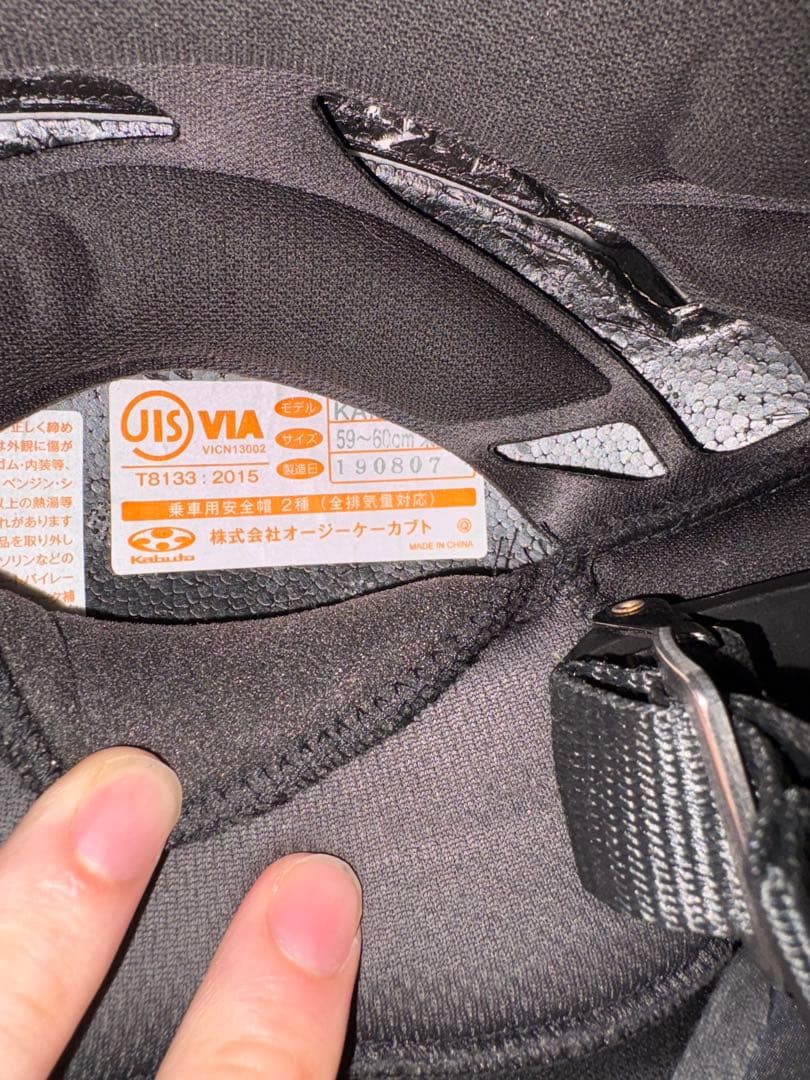 正しく締め
は外観に傷が
ゴム・内装等、
ベンジン・シ
以上の熱湯等
れがあります
品を取り外し
ソリンなどの
トバイレー
JIS VIA
VICN13002
T8133 : 2015
モデル KA
サイズ 59～60cm
製造日 190807
乗車用安全帽 2種（全排気量対応）
Kabuto 株式会社オージーケーカブト Q
MADE IN CHINA